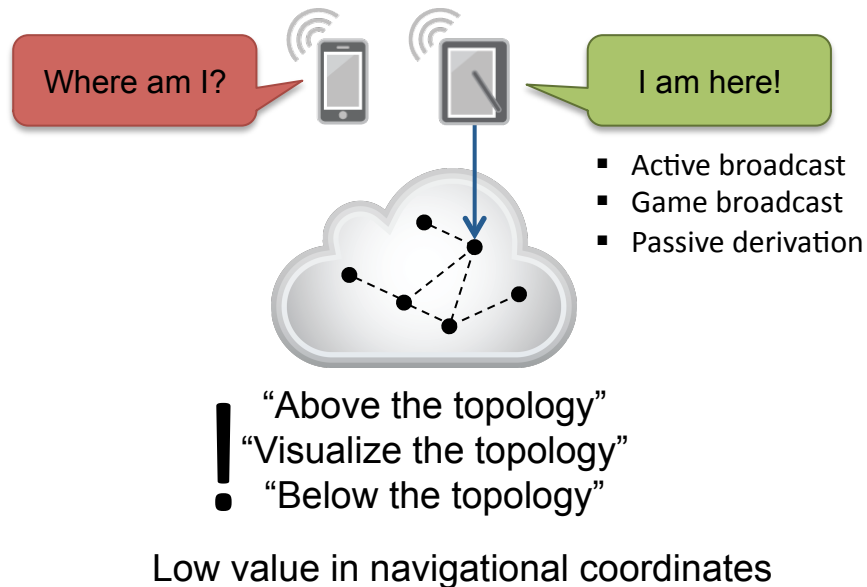 Where am I?
I am here!
▪ Active broadcast
▪ Game broadcast
▪ Passive derivation
!
“Above the topology”
“Visualize the topology”
“Below the topology”
Low value in navigational coordinates